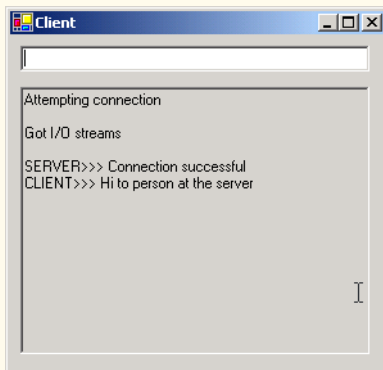 Client
Attempting connection
Got I/O streams
SERVER>>> Connection successful
CLIENT>>> Hi to person at the server